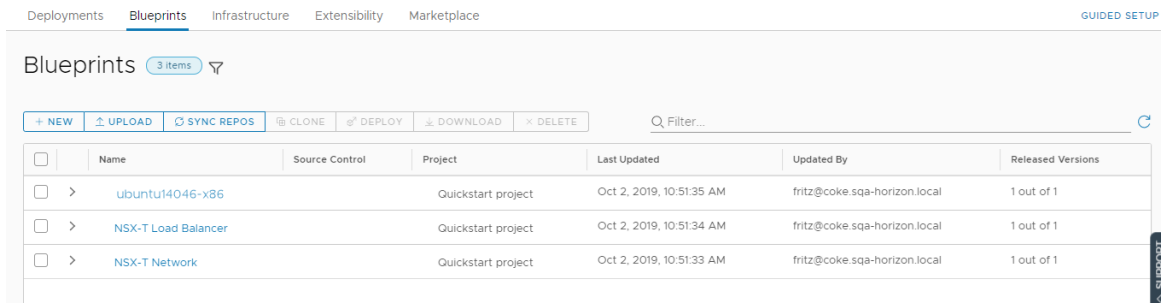 Deployments Blueprints Infrastructure Extensibility Marketplace GUIDED SETUP
Blueprints 3 items
+ NEW UPLOAD SYNC REPOS CLONE DEPLOY DOWNLOAD × DELETE Filter...
Name Source Control Project Last Updated Updated By Released Versions
ubuntu14046-x86 Quickstart project Oct 2, 2019, 10:51:35 AM fritz@coke.sqa-horizon.local 1 out of 1
NSX-T Load Balancer Quickstart project Oct 2, 2019, 10:51:34 AM fritz@coke.sqa-horizon.local 1 out of 1
NSX-T Network Quickstart project Oct 2, 2019, 10:51:33 AM fritz@coke.sqa-horizon.local 1 out of 1
SUPPORT